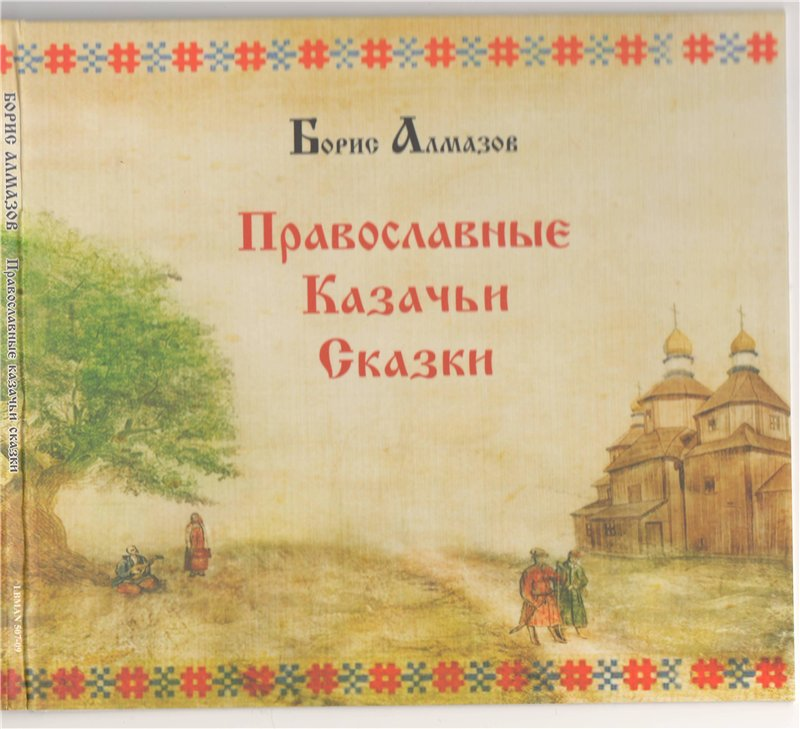 Борис Алмазов
Православные
Казачьи
Сказки
БОРИС АЛМАЗОВ Православные казачьи сказки